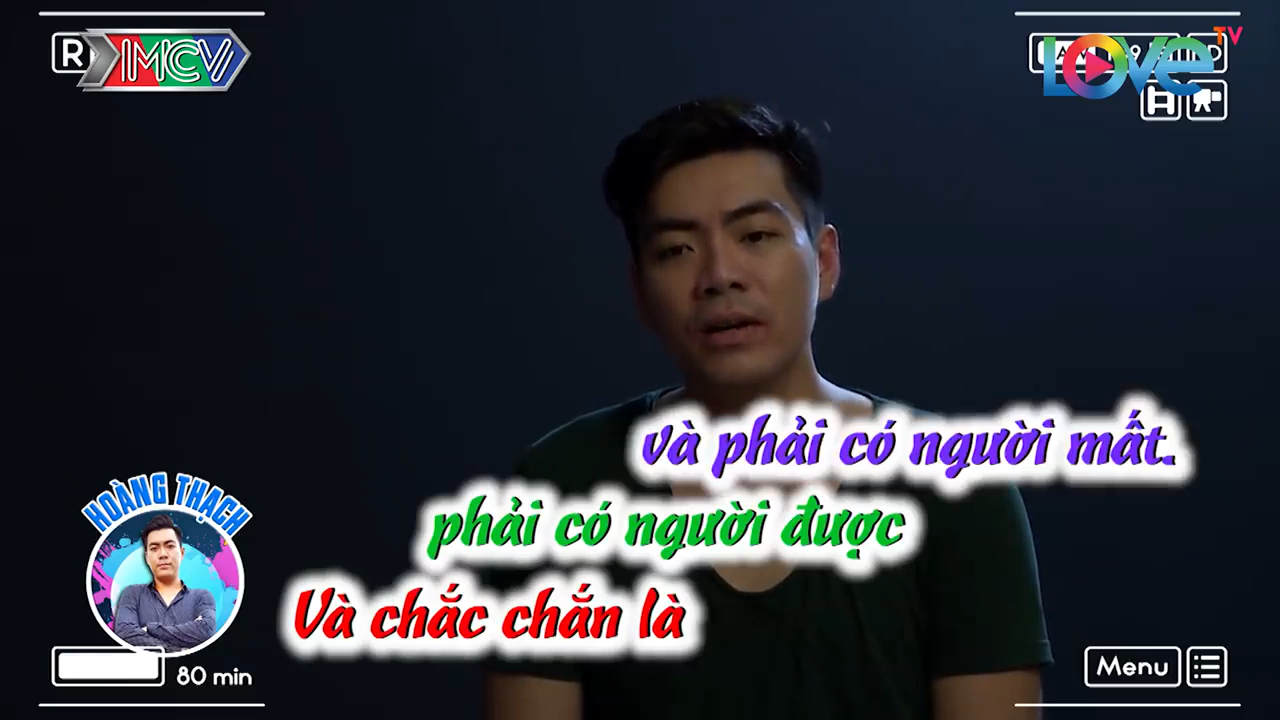 R
MCV
LOVE TV
HOÀNG THẠCH
và phải có người mất.
phải có người được
Và chắc chắn là
80 min
Menu